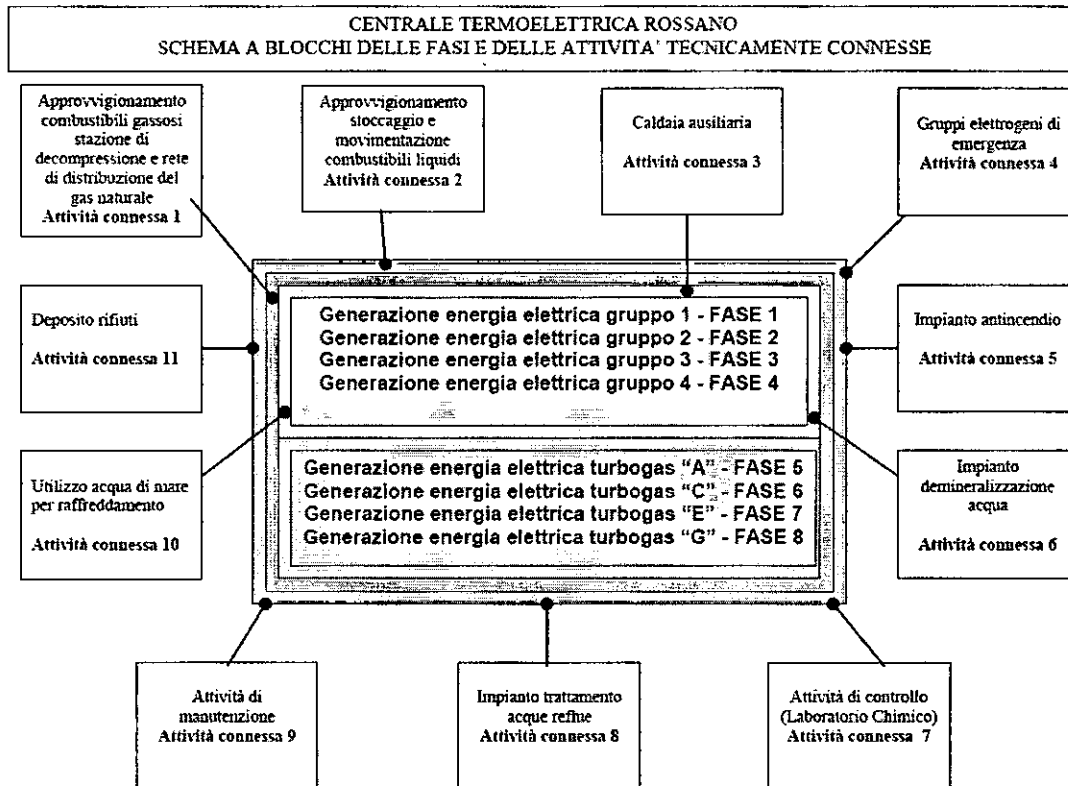 CENTRALE TERMOELETTRICA ROSSANO
SCHEMA A BLOCCHI DELLE FASI E DELLE ATTIVITA' TECNICAMENTE CONNESSE
Approvvigionamento
combustibili gassosi
stazione di
decompressione e rete
di distribuzione del
gas naturale
Attività connessa 1
Approvvigionamento
stoccaggio e
movimentazione
combustibili liquidi
Attività connessa 2
Caldaia ausiliaria
Attività connessa 3
Gruppi elettrogeni di
emergenza
Attività connessa 4
Deposito rifiuti
Attività connessa 11
Generazione energia elettrica gruppo 1 - FASE 1
Generazione energia elettrica gruppo 2 - FASE 2
Generazione energia elettrica gruppo 3 - FASE 3
Generazione energia elettrica gruppo 4 - FASE 4
Impianto antincendio
Attività connessa 5
Utilizzo acqua di mare
per raffreddamento
Attività connessa 10
Generazione energia elettrica turbogas "A" - FASE 5
Generazione energia elettrica turbogas "C" - FASE 6
Generazione energia elettrica turbogas "E" - FASE 7
Generazione energia elettrica turbogas "G" - FASE 8
Impianto
demineralizzazione
acqua
Attività connessa 6
Attività di
manutenzione
Attività connessa 9
Impianto trattamento
acque reflue
Attività connessa 8
Attività di controllo
(Laboratorio Chimico)
Attività connessa 7